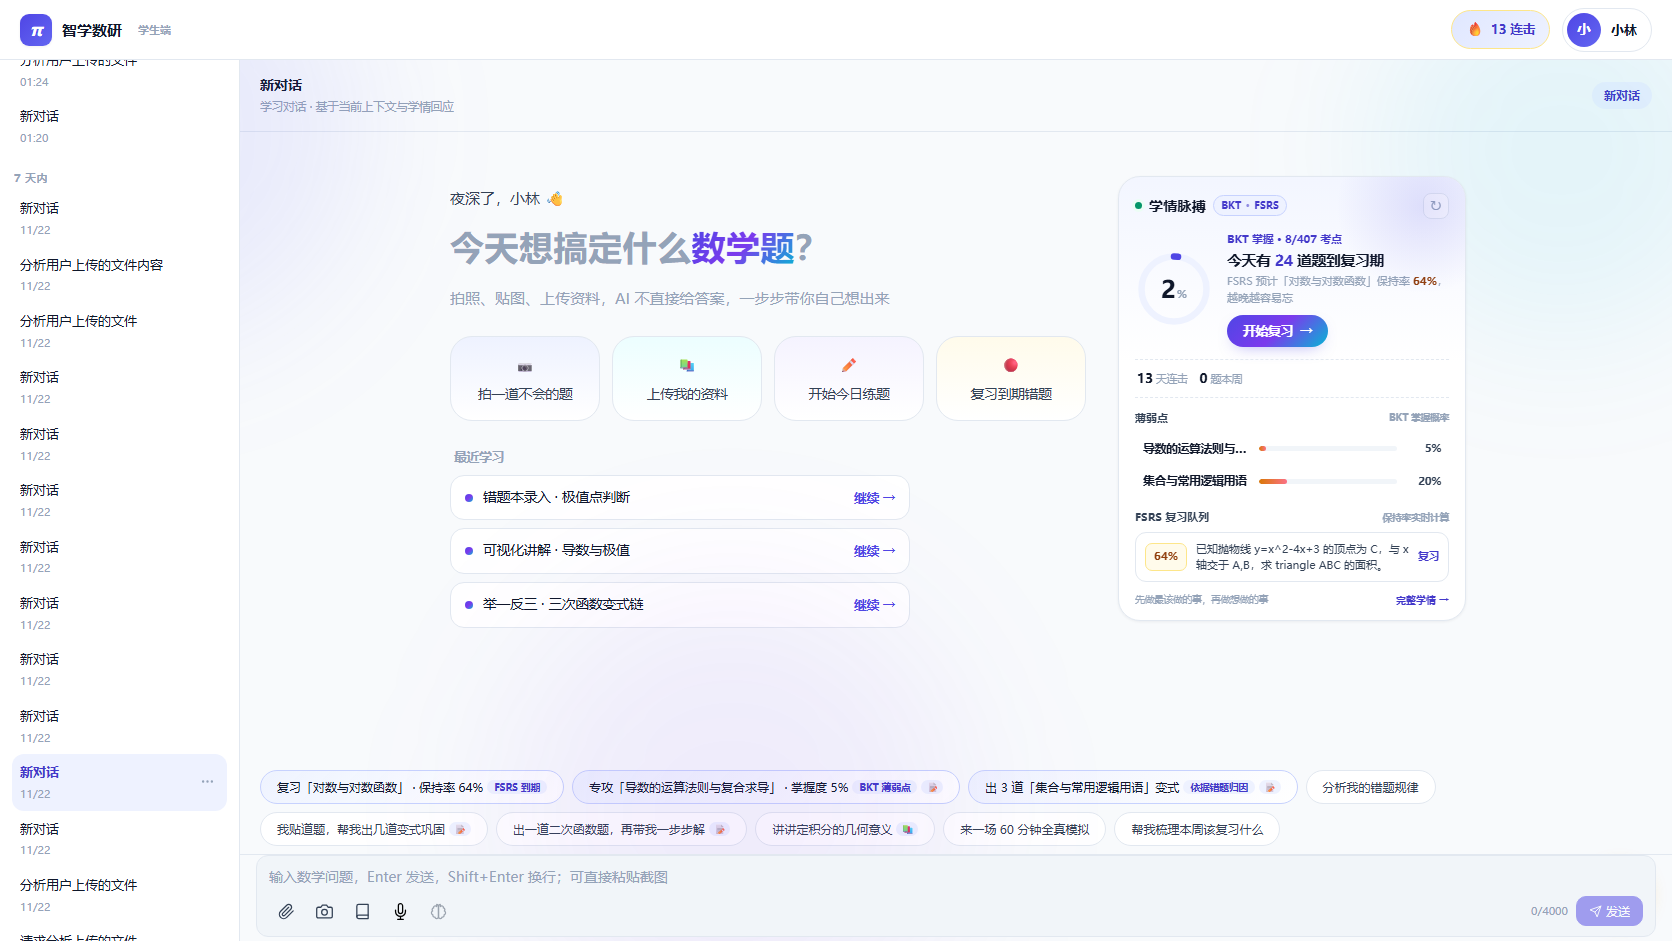 π 智学数研 学生端
13 连击
小 小林
分析用户上传的文件
01:24
新对话
01:20
7 天内
新对话
11/22
分析用户上传的文件内容
11/22
分析用户上传的文件
11/22
新对话
11/22
新对话
11/22
新对话
11/22
新对话
11/22
新对话
11/22
新对话
11/22
新对话
11/22
新对话 ...
11/22
新对话
11/22
分析用户上传的文件
11/22
请求分析上传的文件
新对话
学习对话 · 基于当前上下文与学情回应
新对话
夜深了，小林
今天想搞定什么数学题?
拍照、贴图、上传资料，AI 不直接给答案，一步步带你自己想出来
拍一道不会的题
上传我的资料
开始今日练题
复习到期错题
最近学习
错题本录入 · 极值点判断 继续 →
可视化讲解 · 导数与极值 继续 →
举一反三 · 三次函数变式链 继续 →
学情脉搏 BKT • FSRS ↻
2%
BKT 掌握 • 8/407 考点
今天有 24 道题到复习期
FSRS 预计「对数与对数函数」保持率 64%，
越晚越容易忘
开始复习 →
13 天连击 0 题本周
薄弱点 BKT 掌握概率
导数的运算法则与... 5%
集合与常用逻辑用语 20%
FSRS 复习队列 保持率实时计算
64% 已知抛物线 y=x^2-4x+3 的顶点为 C，与 x
轴交于 A,B，求 triangle ABC 的面积。 复习
先做最该做的事，再做想做的事 完整学情 →
复习「对数与对数函数」 · 保持率 64% FSRS 到期
专攻「导数的运算法则与复合求导」 · 掌握度 5% BKT 薄弱点
出 3 道「集合与常用逻辑用语」变式 依据错题归因
分析我的错题规律
我贴道题，帮我出几道变式巩固
出一道二次函数题，再带我一步步解
讲讲定积分的几何意义
来一场 60 分钟全真模拟
帮我梳理本周该复习什么
输入数学问题，Enter 发送，Shift+Enter 换行；可直接粘贴截图
0/4000 发送